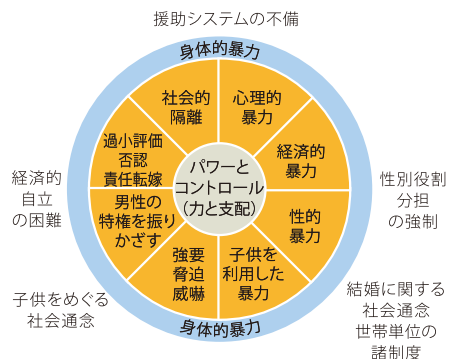 援助システムの不備
身体的暴力
社会的
隔離
心理的
暴力
過小評価
否認
責任転嫁
経済的
暴力
パワーと
コントロール
(力と支配)
男性の
特権を振り
かざす
性的
暴力
強要
脅迫
威嚇
子供を
利用した
暴力
身体的暴力
経済的
自立
の困難
性別役割
分担
の強制
子供をめぐる
社会通念
結婚に関する
社会通念
世帯単位の
諸制度